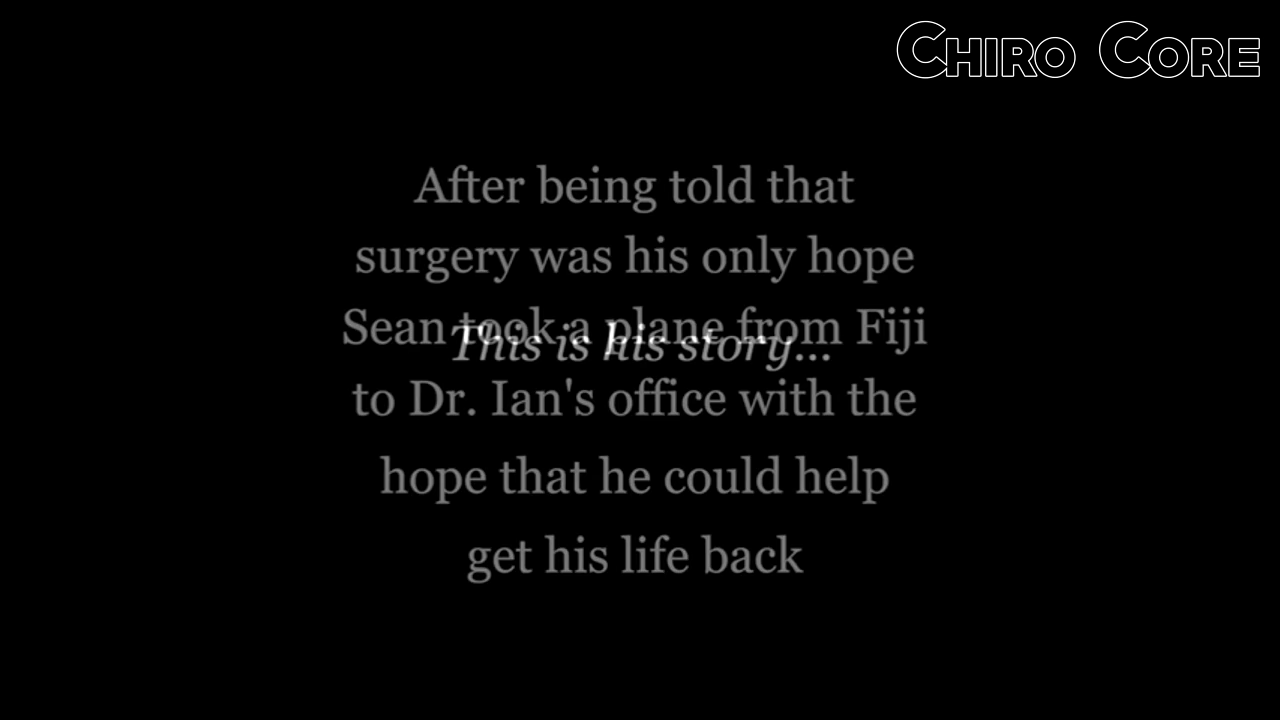 CHIRO CORE
After being told that
surgery was his only hope
Sean took a plane from Fiji
This is his story...
to Dr. Ian's office with the
hope that he could help
get his life back